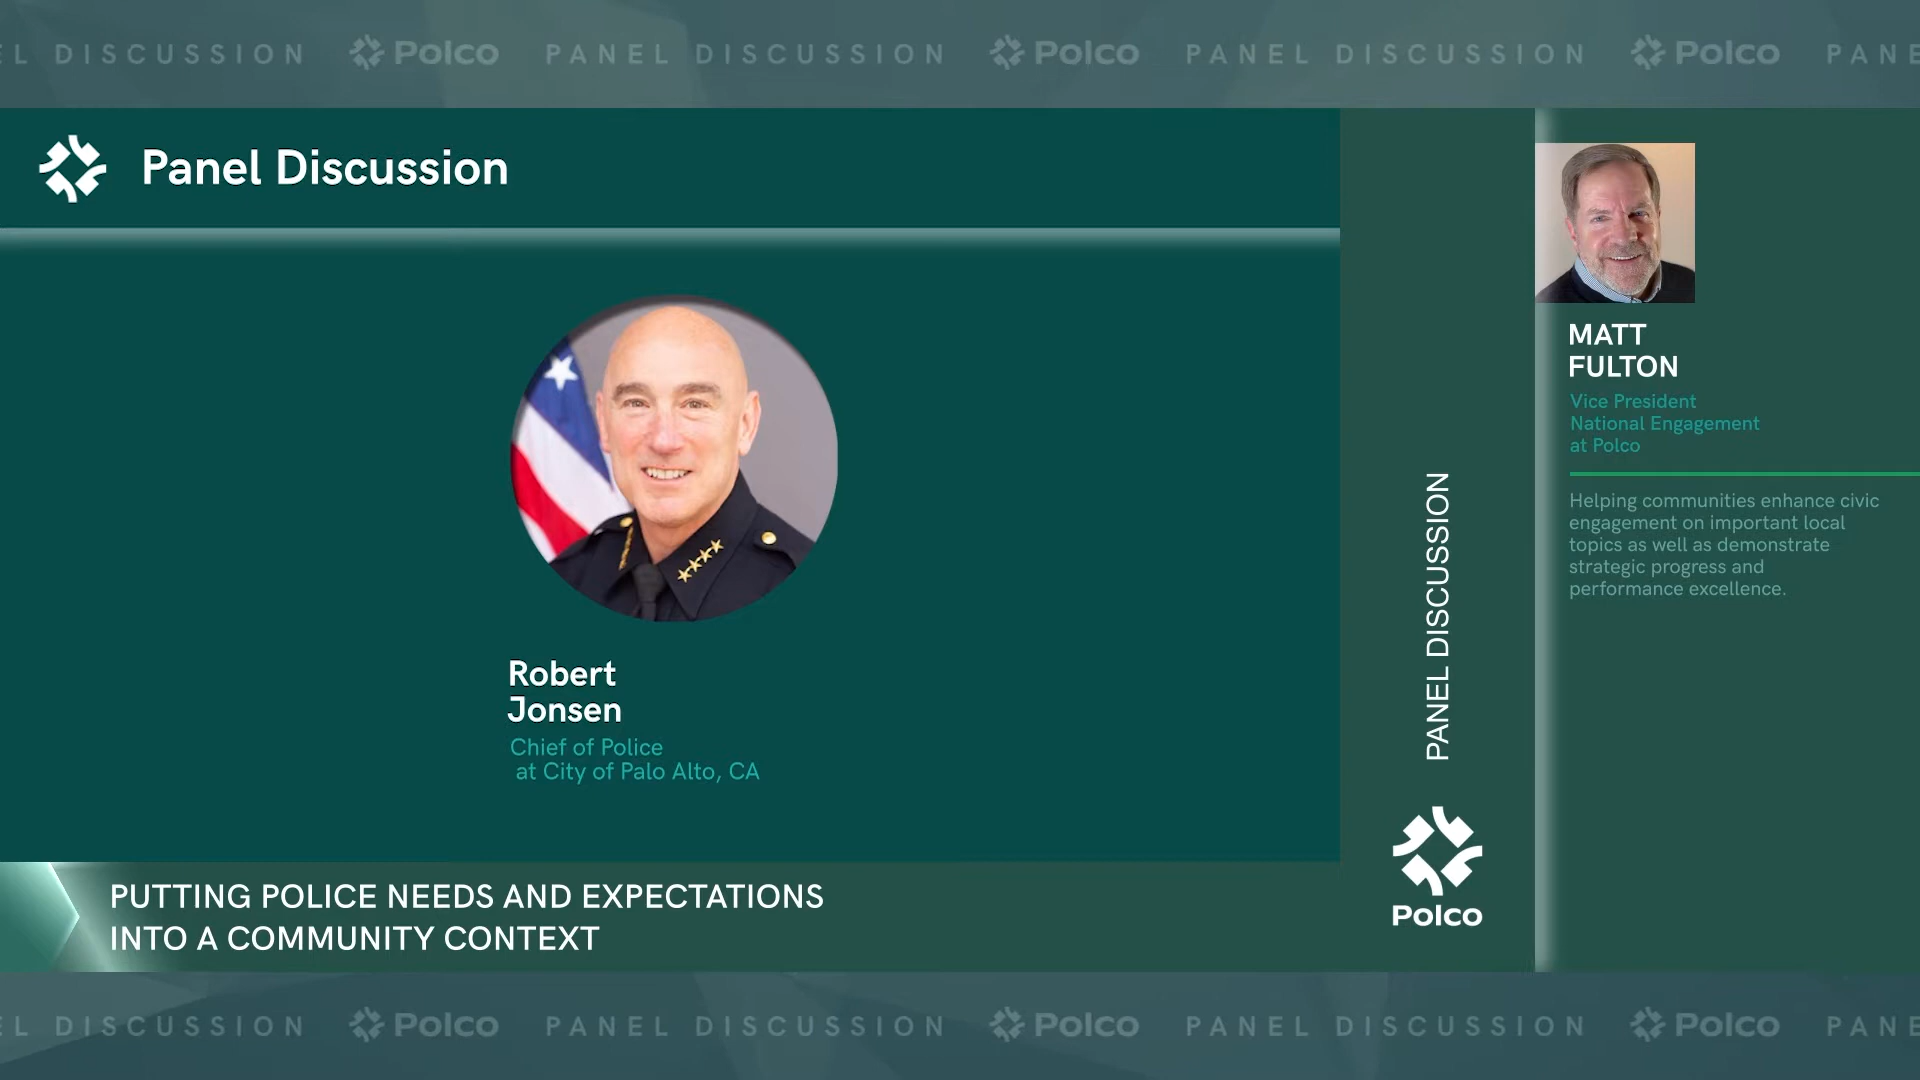 EL DISCUSSION Polco PANEL DISCUSSION Polco PANEL DISCUSSION Polco PANE
Panel Discussion
Robert
Jonsen
Chief of Police
at City of Palo Alto, CA
PUTTING POLICE NEEDS AND EXPECTATIONS
INTO A COMMUNITY CONTEXT
PANEL DISCUSSION
Polco
MATT
FULTON
Vice President
National Engagement
at Polco
Helping communities enhance civic
engagement on important local
topics as well as demonstrate
strategic progress and
performance excellence.
EL DISCUSSION Polco PANEL DISCUSSION Polco PANEL DISCUSSION Polco PANE